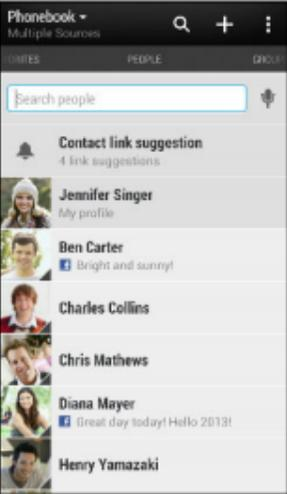 Phonebook
Multiple Sources
PEOPLE
Search people
Contact link suggestion
4 link suggestions
Jennifer Singer
My profile
Ben Carter
Bright and sunny!
Charles Collins
Chris Mathews
Diana Mayer
Great day today! Hello 2013!
Henry Yamazaki